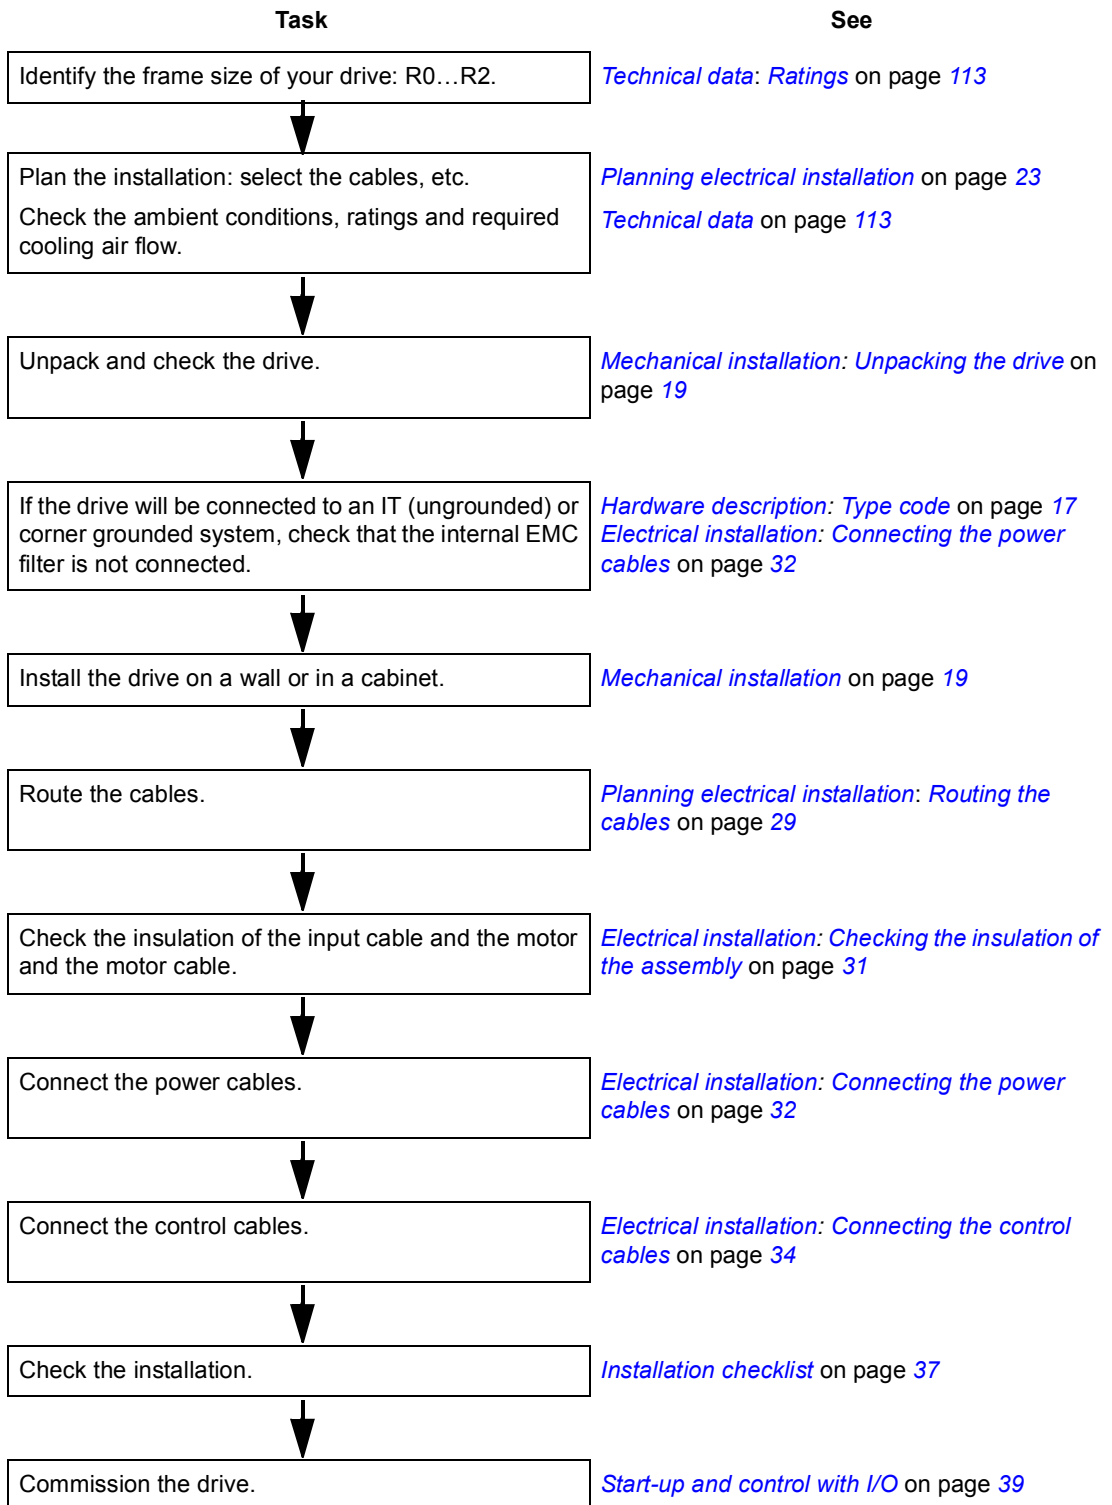 Task See
Identify the frame size of your drive: R0…R2.
Technical data: Ratings on page 113
Plan the installation: select the cables, etc.
Check the ambient conditions, ratings and required
cooling air flow.
Planning electrical installation on page 23
Technical data on page 113
Unpack and check the drive.
Mechanical installation: Unpacking the drive on
page 19
If the drive will be connected to an IT (ungrounded) or
corner grounded system, check that the internal EMC
filter is not connected.
Hardware description: Type code on page 17
Electrical installation: Connecting the power
cables on page 32
Install the drive on a wall or in a cabinet.
Mechanical installation on page 19
Route the cables.
Planning electrical installation: Routing the
cables on page 29
Check the insulation of the input cable and the motor
and the motor cable.
Electrical installation: Checking the insulation of
the assembly on page 31
Connect the power cables.
Electrical installation: Connecting the power
cables on page 32
Connect the control cables.
Electrical installation: Connecting the control
cables on page 34
Check the installation.
Installation checklist on page 37
Commission the drive.
Start-up and control with I/O on page 39